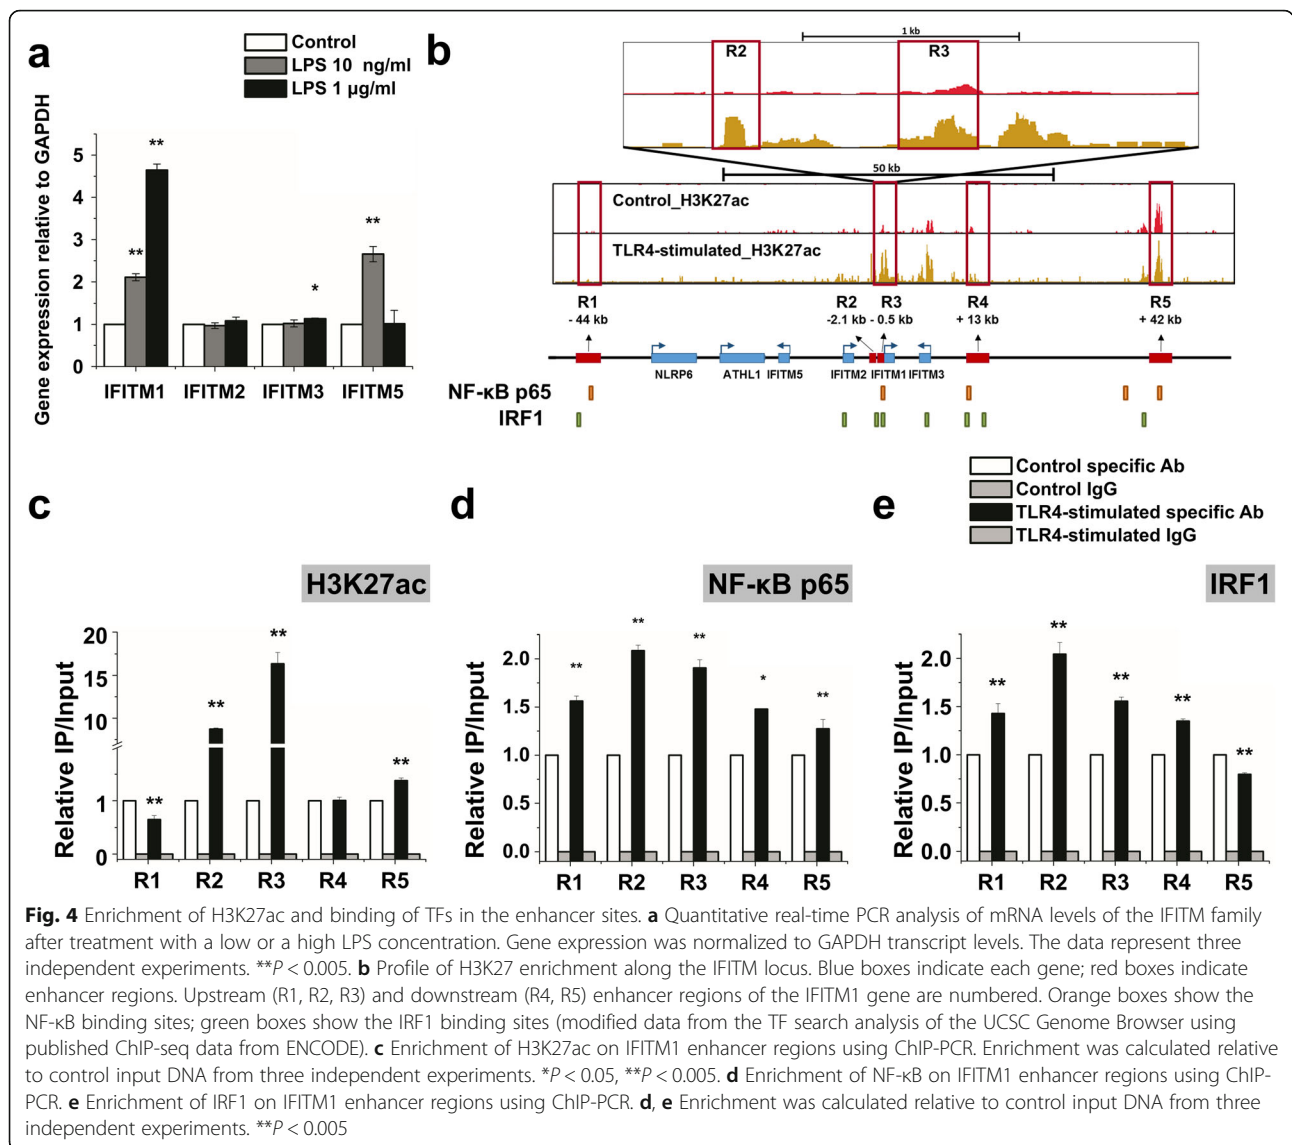 a
Control
LPS 10 ng/ml
LPS 1 µg/ml
Gene expression relative to GAPDH
5
4
3
2
1
0
**
**
*
**
IFITM1 IFITM2 IFITM3 IFITM5
b
1 kb
R2 R3
50 kb
Control_H3K27ac
TLR4-stimulated_H3K27ac
R1 R2 R3 R4 R5
- 44 kb -2.1 kb - 0.5 kb + 13 kb + 42 kb
NLRP6 ATHL1 IFITM5 IFITM2 IFITM1 IFITM3
NF-κB p65
IRF1
Control specific Ab
Control IgG
TLR4-stimulated specific Ab
TLR4-stimulated IgG
c
H3K27ac
Relative IP/Input
20
15
10
1
0
**
**
**
**
R1 R2 R3 R4 R5
d
NF-κB p65
Relative IP/Input
2.0
1.5
1.0
0.5
0.0
**
**
**
*
**
R1 R2 R3 R4 R5
e
IRF1
Relative IP/Input
2.0
1.5
1.0
0.5
0.0
**
**
**
**
**
R1 R2 R3 R4 R5
Fig. 4 Enrichment of H3K27ac and binding of TFs in the enhancer sites. a Quantitative real-time PCR analysis of mRNA levels of the IFITM family
after treatment with a low or a high LPS concentration. Gene expression was normalized to GAPDH transcript levels. The data represent three
independent experiments. **P < 0.005. b Profile of H3K27 enrichment along the IFITM locus. Blue boxes indicate each gene; red boxes indicate
enhancer regions. Upstream (R1, R2, R3) and downstream (R4, R5) enhancer regions of the IFITM1 gene are numbered. Orange boxes show the
NF-κB binding sites; green boxes show the IRF1 binding sites (modified data from the TF search analysis of the UCSC Genome Browser using
published ChIP-seq data from ENCODE). c Enrichment of H3K27ac on IFITM1 enhancer regions using ChIP-PCR. Enrichment was calculated relative
to control input DNA from three independent experiments. *P < 0.05, **P < 0.005. d Enrichment of NF-κB on IFITM1 enhancer regions using ChIP-
PCR. e Enrichment of IRF1 on IFITM1 enhancer regions using ChIP-PCR. d, e Enrichment was calculated relative to control input DNA from three
independent experiments. **P < 0.005